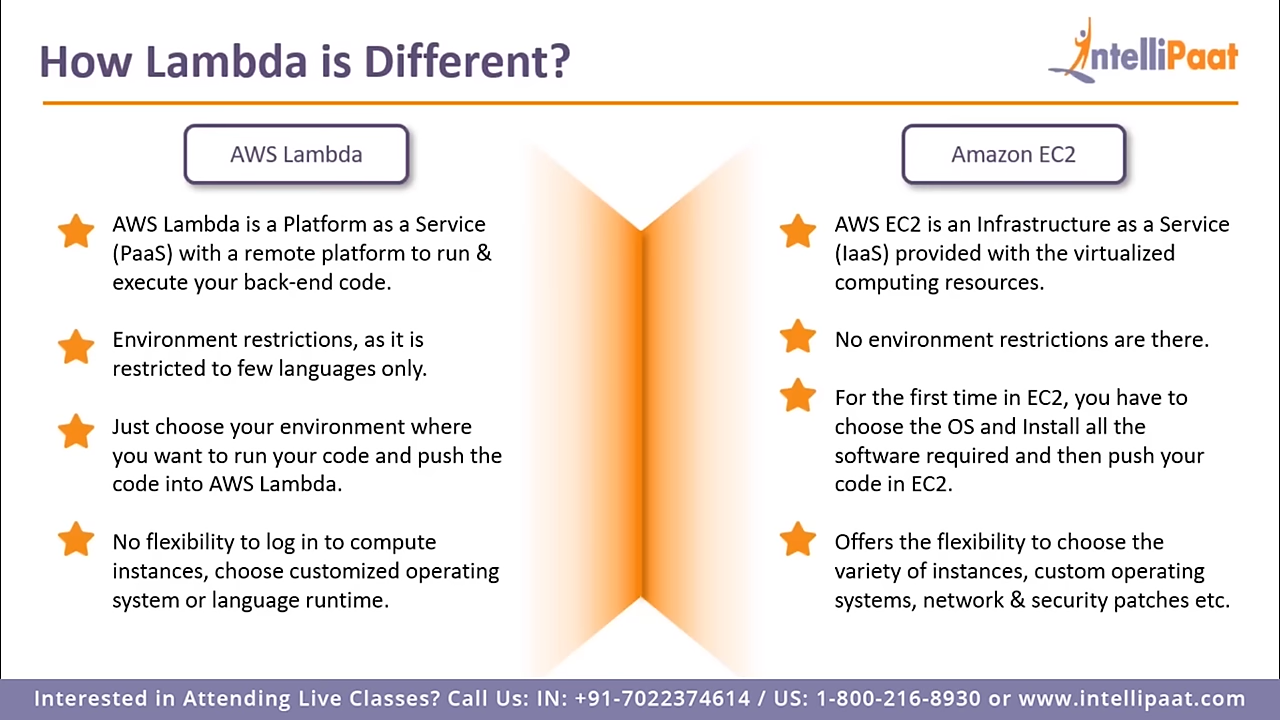 How Lambda is Different?
IntelliPaat
AWS Lambda
AWS Lambda is a Platform as a Service
(PaaS) with a remote platform to run &
execute your back-end code.
Environment restrictions, as it is
restricted to few languages only.
Just choose your environment where
you want to run your code and push the
code into AWS Lambda.
No flexibility to log in to compute
instances, choose customized operating
system or language runtime.
Amazon EC2
AWS EC2 is an Infrastructure as a Service
(IaaS) provided with the virtualized
computing resources.
No environment restrictions are there.
For the first time in EC2, you have to
choose the OS and Install all the
software required and then push your
code in EC2.
Offers the flexibility to choose the
variety of instances, custom operating
systems, network & security patches etc.
Interested in Attending Live Classes? Call Us: IN: +91-7022374614 / US: 1-800-216-8930 or www.intellipaat.com